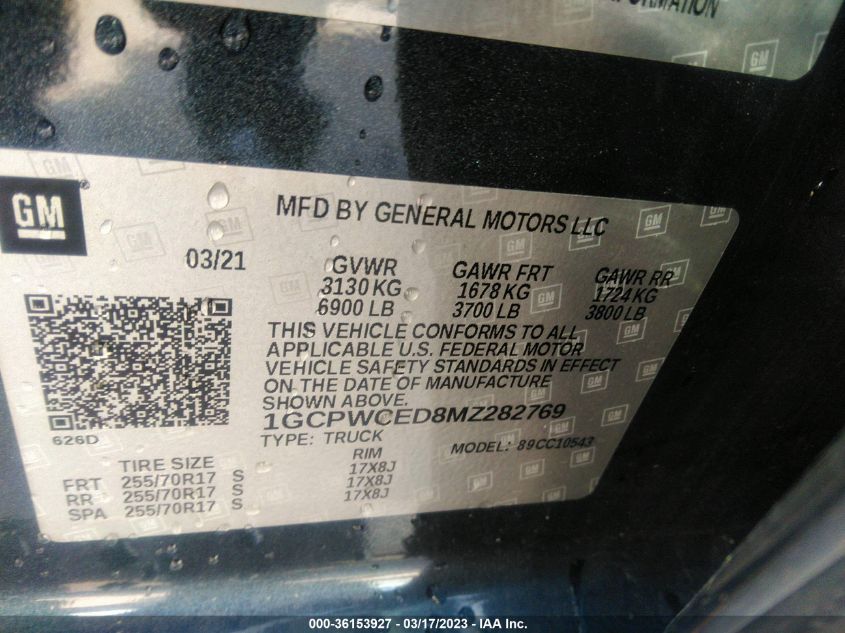 INFORMATION
GM
GM
MFD BY GENERAL MOTORS LLC
03/21
GVWR GAWR FRT GAWR RR
3130 KG 1678 KG 1724 KG
6900 LB 3700 LB 3800 LB
THIS VEHICLE CONFORMS TO ALL
APPLICABLE U.S. FEDERAL MOTOR
VEHICLE SAFETY STANDARDS IN EFFECT
ON THE DATE OF MANUFACTURE
SHOWN ABOVE.
1GCPWCED8MZ282769
626D
TYPE: TRUCK MODEL: 89CC10543
TIRE SIZE RIM
FRT 255/70R17 S 17X8J
RR 255/70R17 S 17X8J
SPA 255/70R17 S 17X8J
000-36153927 - 03/17/2023 - IAA Inc.